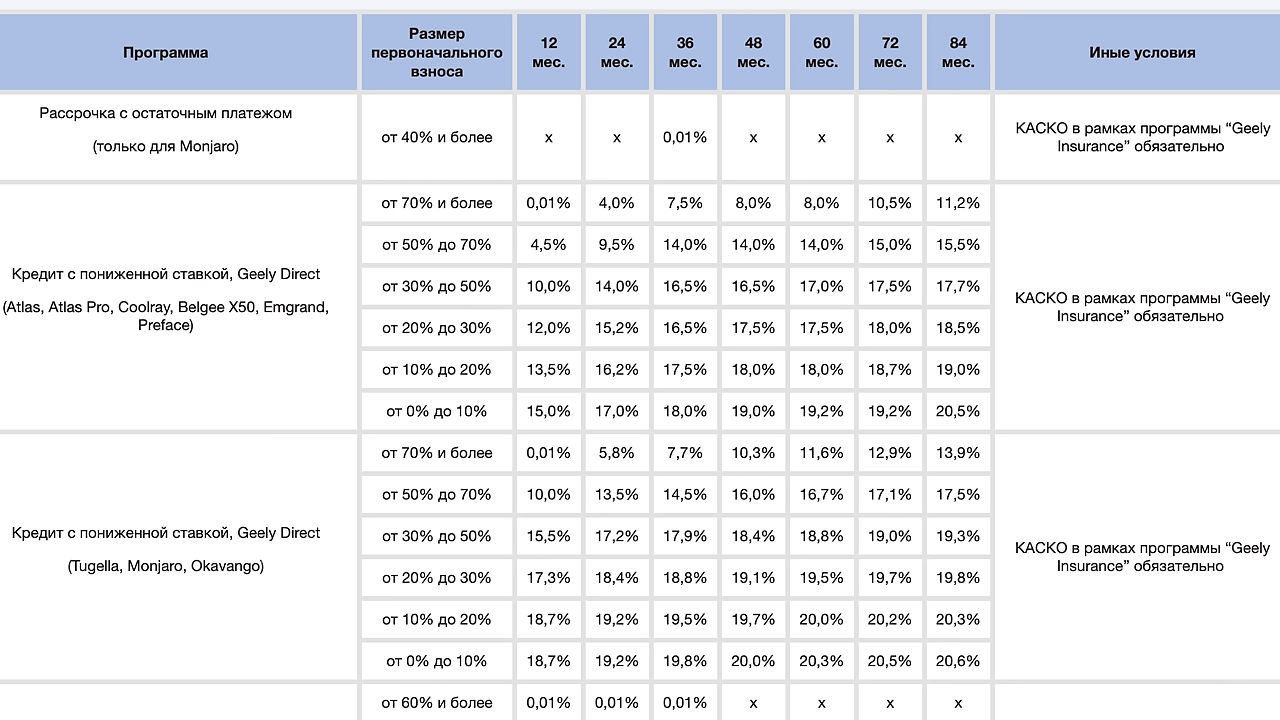 Программа Размер первоначального взноса 12 мес. 24 мес. 36 мес. 48 мес. 60 мес. 72 мес. 84 мес. Иные условия
Рассрочка с остаточным платежом
(только для Monjaro)
от 40% и более x x 0,01% x x x x
КАСКО в рамках программы “Geely
Insurance” обязательно
от 70% и более 0,01% 4,0% 7,5% 8,0% 8,0% 10,5% 11,2%
от 50% до 70% 4,5% 9,5% 14,0% 14,0% 14,0% 15,0% 15,5%
Кредит с пониженной ставкой, Geely Direct
(Atlas, Atlas Pro, Coolray, Belgee X50, Emgrand,
Preface)
от 30% до 50% 10,0% 14,0% 16,5% 16,5% 17,0% 17,5% 17,7%
КАСКО в рамках программы “Geely
Insurance” обязательно
от 20% до 30% 12,0% 15,2% 16,5% 17,5% 17,5% 18,0% 18,5%
от 10% до 20% 13,5% 16,2% 17,5% 18,0% 18,0% 18,7% 19,0%
от 0% до 10% 15,0% 17,0% 18,0% 19,0% 19,2% 19,2% 20,5%
от 70% и более 0,01% 5,8% 7,7% 10,3% 11,6% 12,9% 13,9%
от 50% до 70% 10,0% 13,5% 14,5% 16,0% 16,7% 17,1% 17,5%
Кредит с пониженной ставкой, Geely Direct
(Tugella, Monjaro, Okavango)
от 30% до 50% 15,5% 17,2% 17,9% 18,4% 18,8% 19,0% 19,3%
КАСКО в рамках программы “Geely
Insurance” обязательно
от 20% до 30% 17,3% 18,4% 18,8% 19,1% 19,5% 19,7% 19,8%
от 10% до 20% 18,7% 19,2% 19,5% 19,7% 20,0% 20,2% 20,3%
от 0% до 10% 18,7% 19,2% 19,8% 20,0% 20,3% 20,5% 20,6%
от 60% и более 0,01% 0,01% 0,01% x x x x